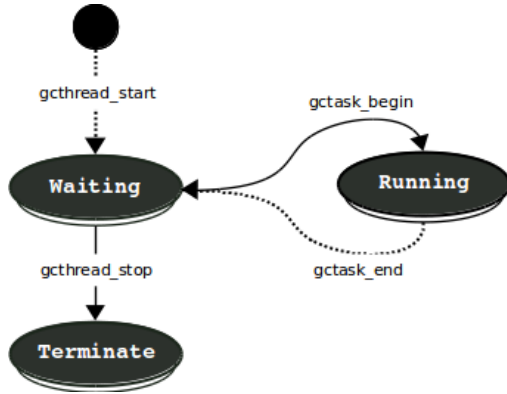 gcthread_start
gctask_begin
Waiting
Running
gcthread_stop
gctask_end
Terminate